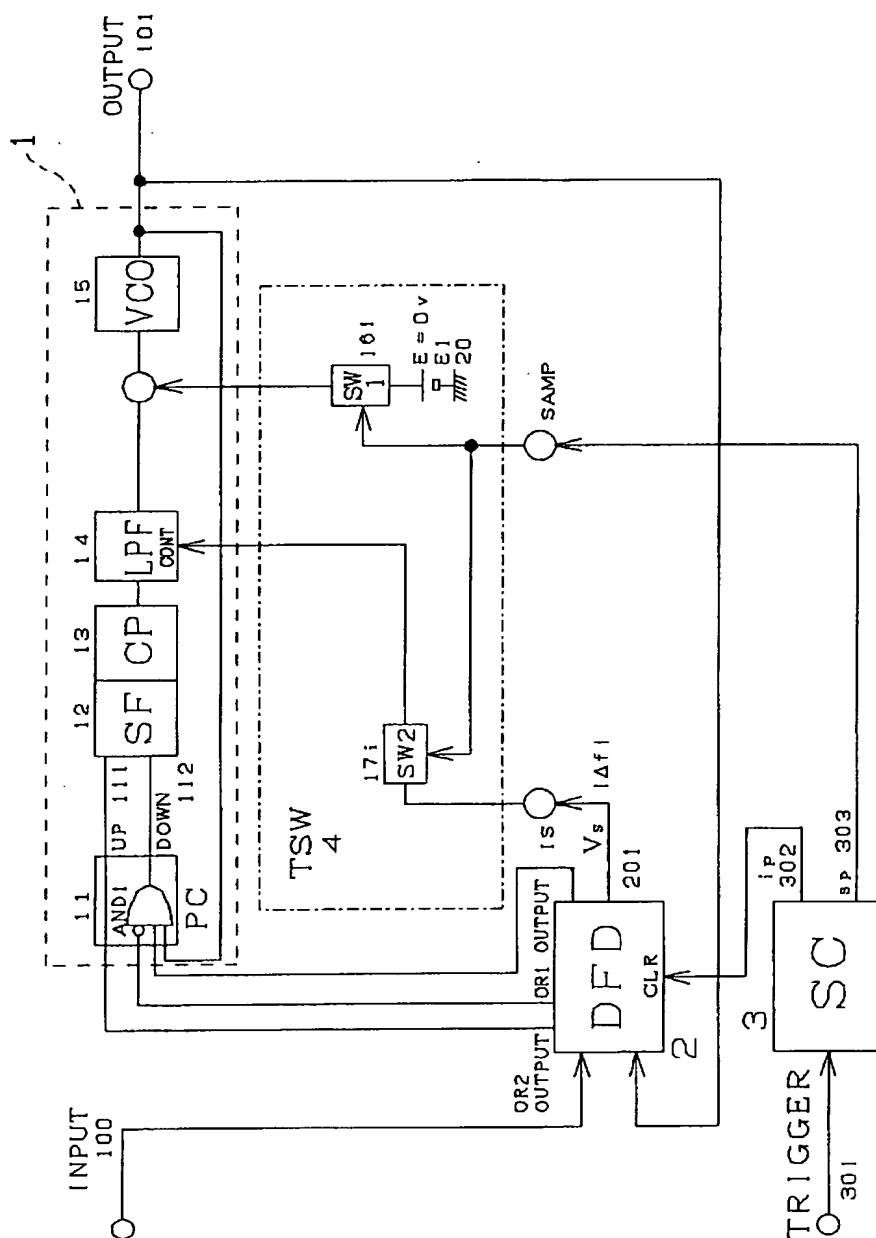 1
OUTPUT
101
15
VCO
14
LPF
CONT
13
CP
12
SF
UP 111
DOWN
112
11
AND1
PC
E=0v
E1
20
161
SW
1
SAMP
17i
SW2
TSW
4
IS
Vs
|Δf|
201
OR1 OUTPUT
OR2
OUTPUT
DFD
CLR
2
ip
302
sp 303
SC
3
INPUT
100
TRIGGER
301